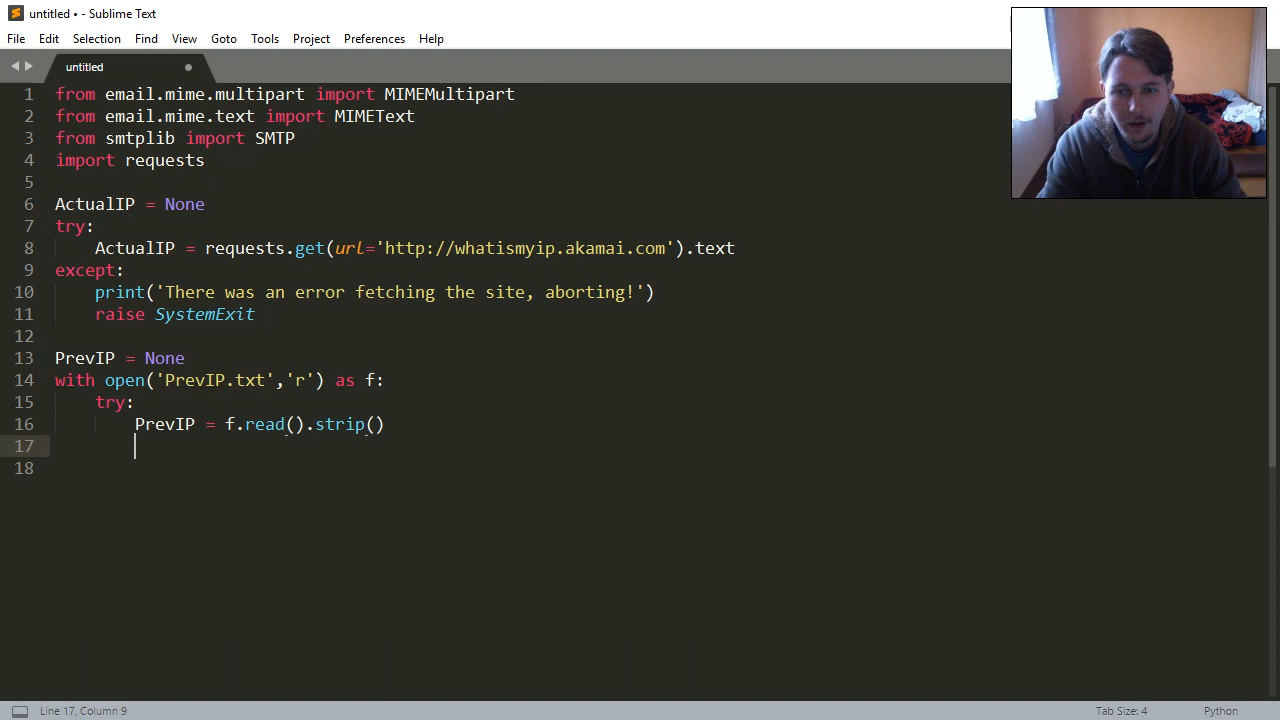 untitled • - Sublime Text
File Edit Selection Find View Goto Tools Project Preferences Help
untitled
1 from email.mime.multipart import MIMEMultipart
2 from email.mime.text import MIMEText
3 from smtplib import SMTP
4 import requests
5
6 ActualIP = None
7 try:
8 ActualIP = requests.get(url='http://whatismyip.akamai.com').text
9 except:
10 print('There was an error fetching the site, aborting!')
11 raise SystemExit
12
13 PrevIP = None
14 with open('PrevIP.txt','r') as f:
15 try:
16 PrevIP = f.read().strip()
17
18
Line 17, Column 9 Tab Size: 4 Python